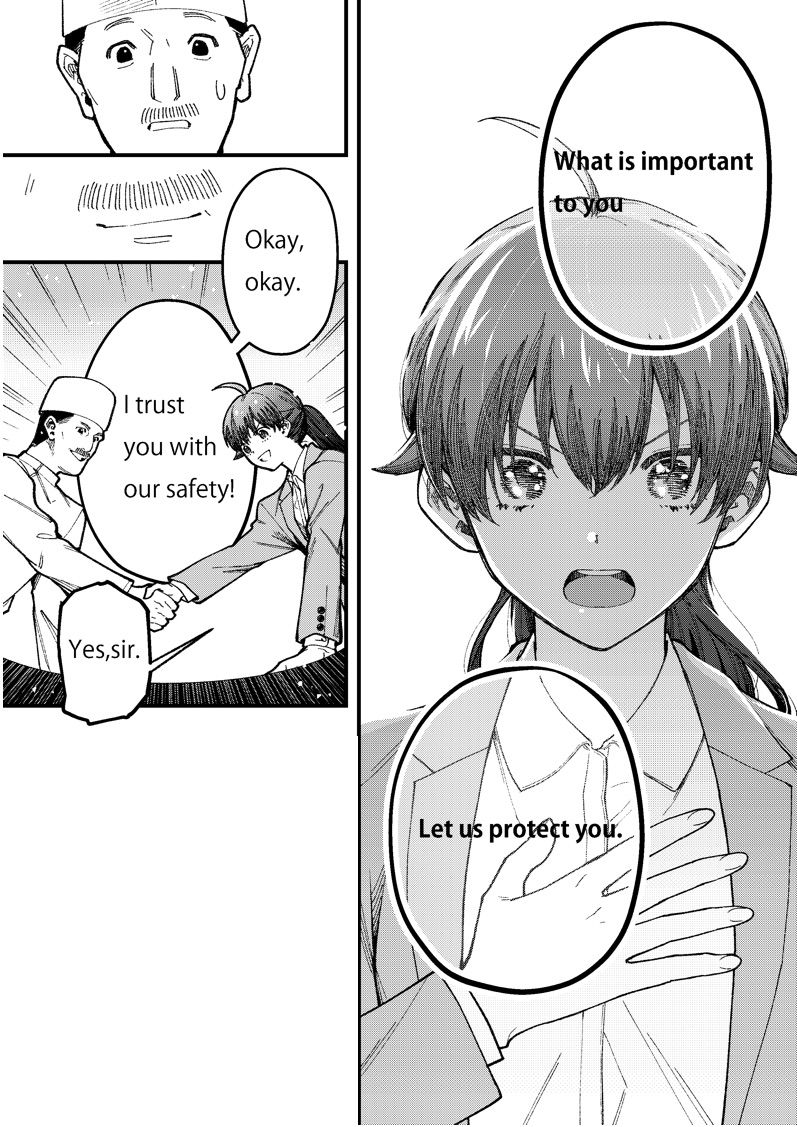 What is important
to you
Let us protect you.
Okay,
okay.
I trust
you with
our safety!
Yes,sir.